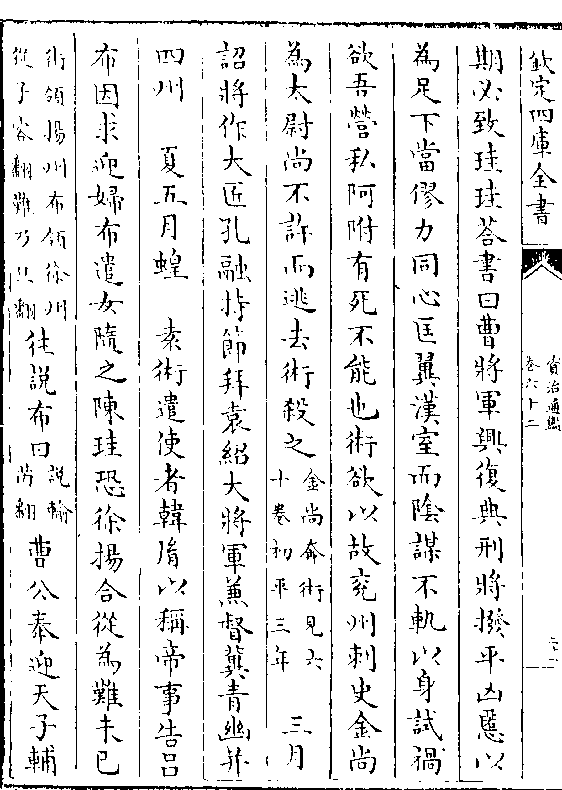 欽定四庫全書
資治通鑑
卷六十二
期必致珪珪荅書曰曹將軍興復典刑將撥平凶慝以
為足下當僇力同心匡翼漢室而陰謀不軌以身試禍
欲吾營私阿附有死不能也術欲以故兖州刺史金尚
為太尉尚不許而逃去術殺之金尚奔術見六十卷初平三年 三月
詔將作大匠孔融持節拜袁紹大將軍兼督冀青幽并
四州 夏五月蝗 袁術遣使者韓㣧以稱帝事告吕
布因求迎婦布遣女隨之陳珪恐徐揚合從為難未已
術領揚州布領徐州從子容翻難乃旦翻往説布曰説輸芮翻曹公奉迎天子輔